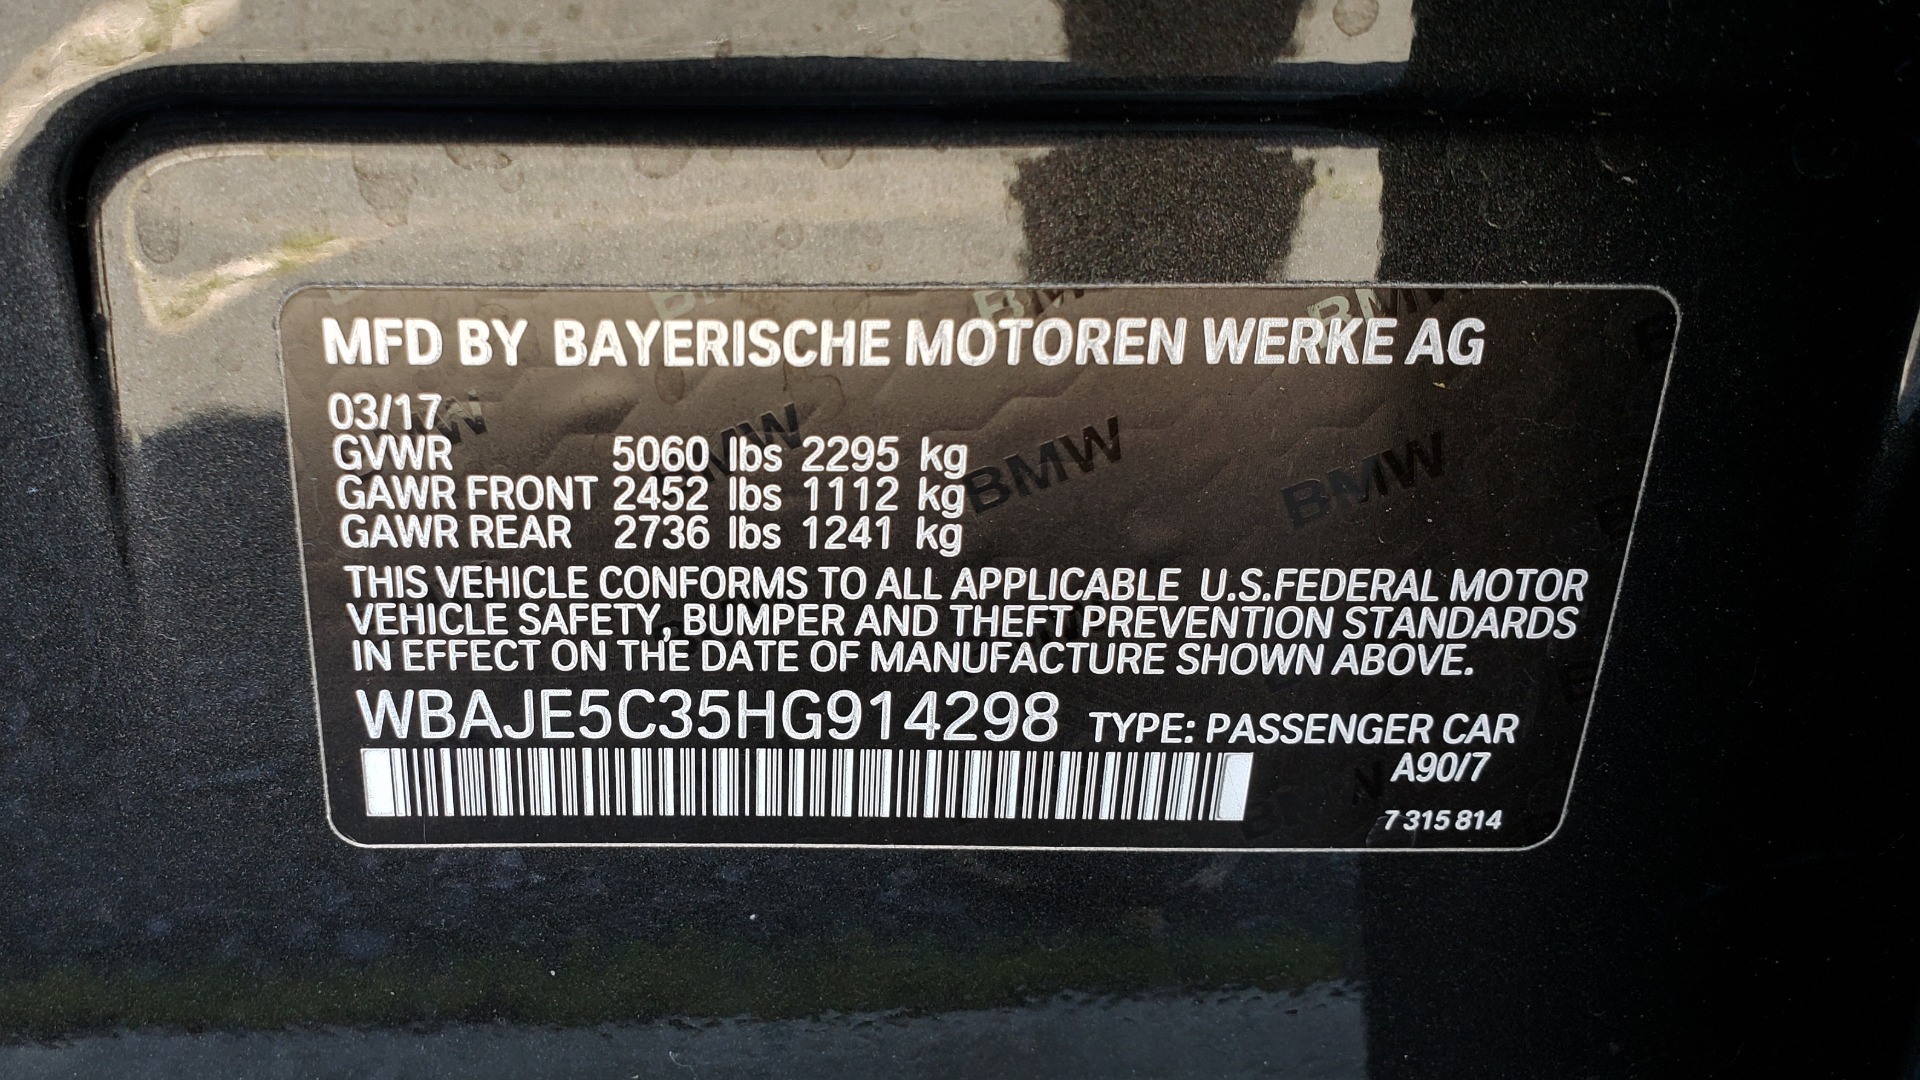 MFD BY BAYERISCHE MOTOREN WERKE AG
03/17
GVWR 5060 lbs 2295 kg
GAWR FRONT 2452 lbs 1112 kg
GAWR REAR 2736 lbs 1241 kg
THIS VEHICLE CONFORMS TO ALL APPLICABLE U.S.FEDERAL MOTOR
VEHICLE SAFETY, BUMPER AND THEFT PREVENTION STANDARDS
IN EFFECT ON THE DATE OF MANUFACTURE SHOWN ABOVE.
WBAJE5C35HG914298 TYPE: PASSENGER CAR
A90/7
7 315 814